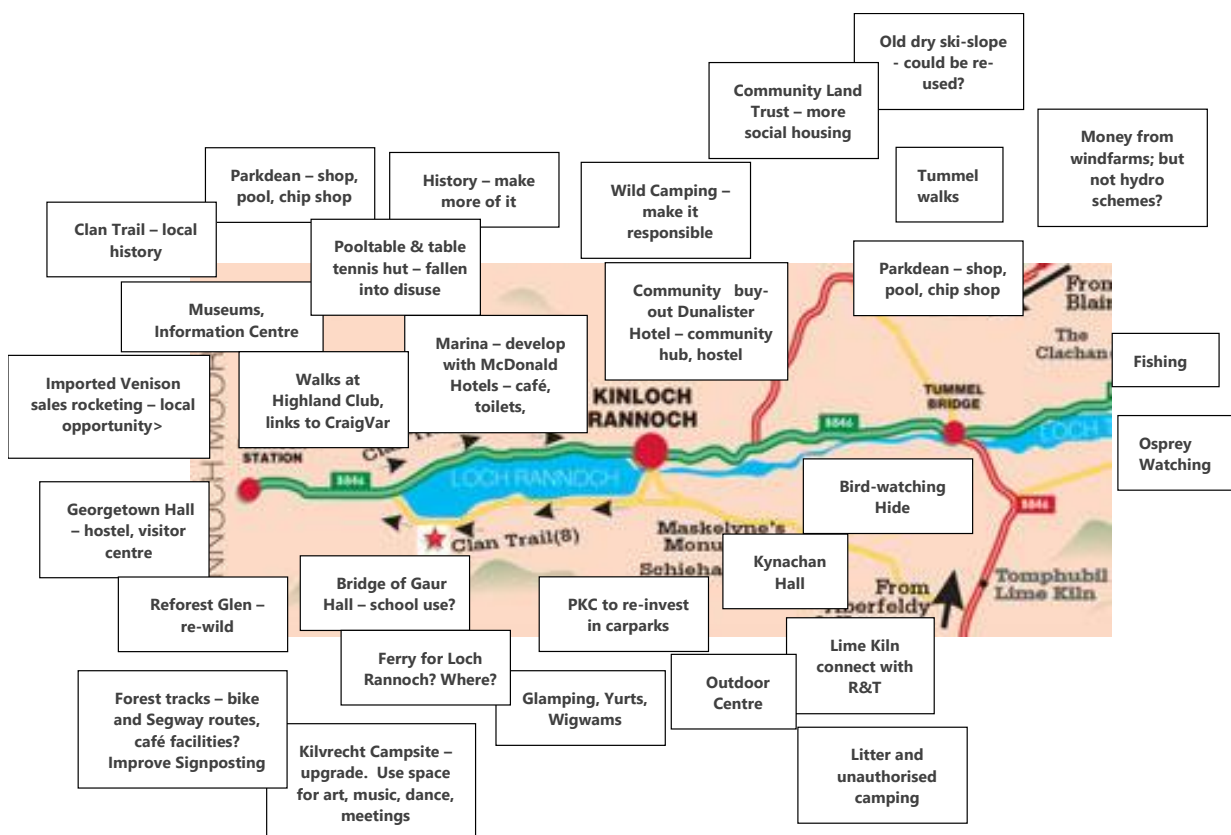 Old dry ski-slope
- could be re-
used?
Community Land
Trust – more
social housing
Money from
windfarms; but
not hydro
schemes?
Tummel
walks
Parkdean – shop,
pool, chip shop
History – make
more of it
Wild Camping –
make it
responsible
Clan Trail – local
history
Pooltable & table
tennis hut – fallen
into disuse
Parkdean – shop,
pool, chip shop
Museums,
Information Centre
Community buy-
out Dunalister
Hotel – community
hub, hostel
From
Blair
The
Clachan
Marina – develop
with McDonald
Hotels – café,
toilets,
Fishing
Imported Venison
sales rocketing – local
opportunity>
Walks at
Highland Club,
links to CraigVar
KINLOCH
RANNOCH
TUMMEL
BRIDGE
B846
LOCH
Osprey
Watching
NNOCH MOOR
STATION
B846
LOCH RANNOCH
Bird-watching
Hide
B846
Georgetown Hall
– hostel, visitor
centre
Clan Trail(8)
Maskelyne's
Monu
Schieha
Kynachan
Hall
From
Aberfeldy
Tomphubil
Lime Kiln
Reforest Glen –
re-wild
Bridge of Gaur
Hall – school use?
PKC to re-invest
in carparks
Ferry for Loch
Rannoch? Where?
Lime Kiln
connect with
R&T
Outdoor
Centre
Glamping, Yurts,
Wigwams
Forest tracks – bike
and Segway routes,
café facilities?
Improve Signposting
Kilvrecht Campsite –
upgrade. Use space
for art, music, dance,
meetings
Litter and
unauthorised
camping